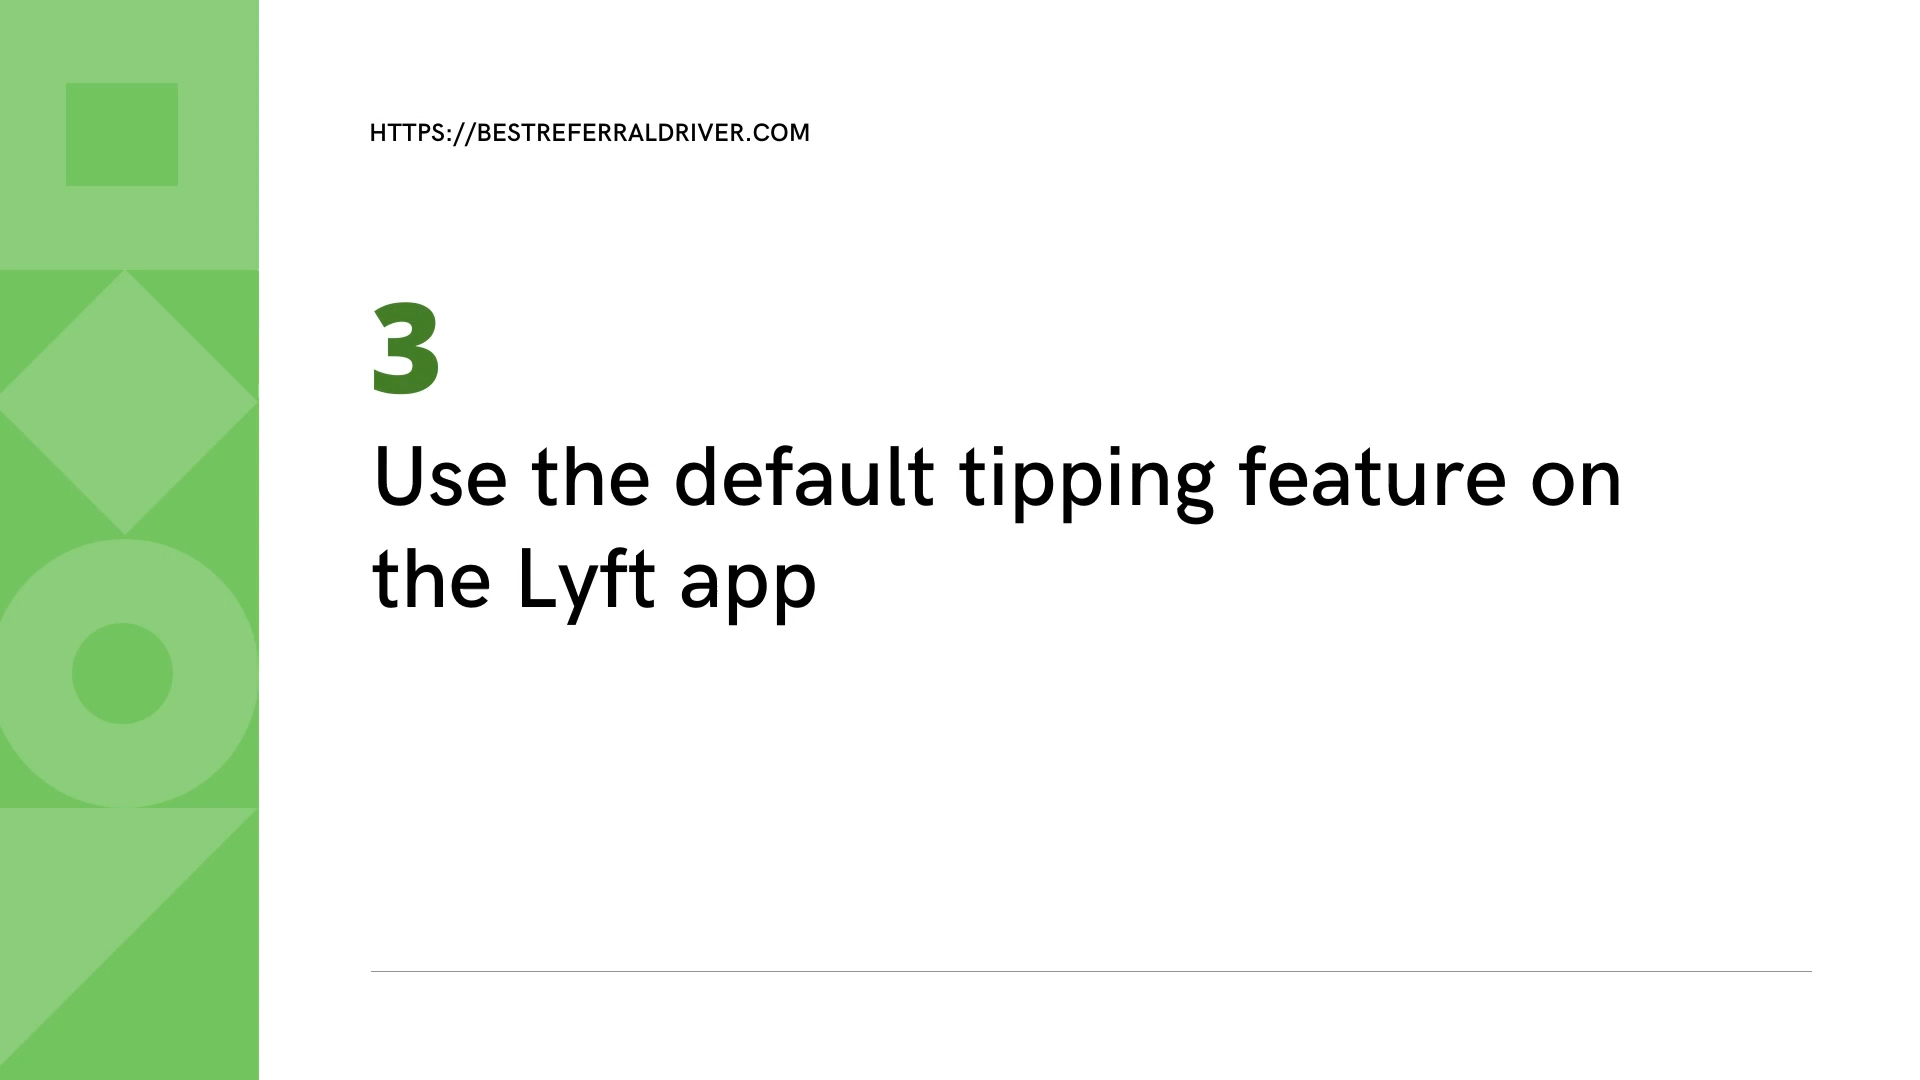 HTTPS://BESTREFERRALDRIVER.COM
3
Use the default tipping feature on
the Lyft app